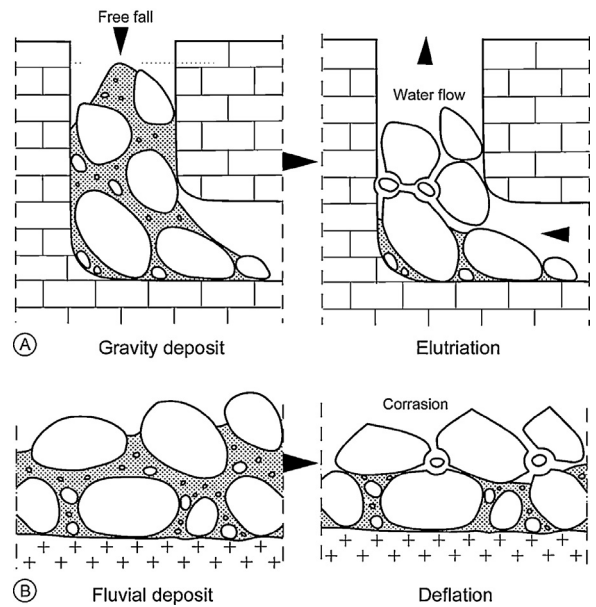 Free fall
Water flow
A
Gravity deposit
Elutriation
Corrasion
B
Fluvial deposit
Deflation